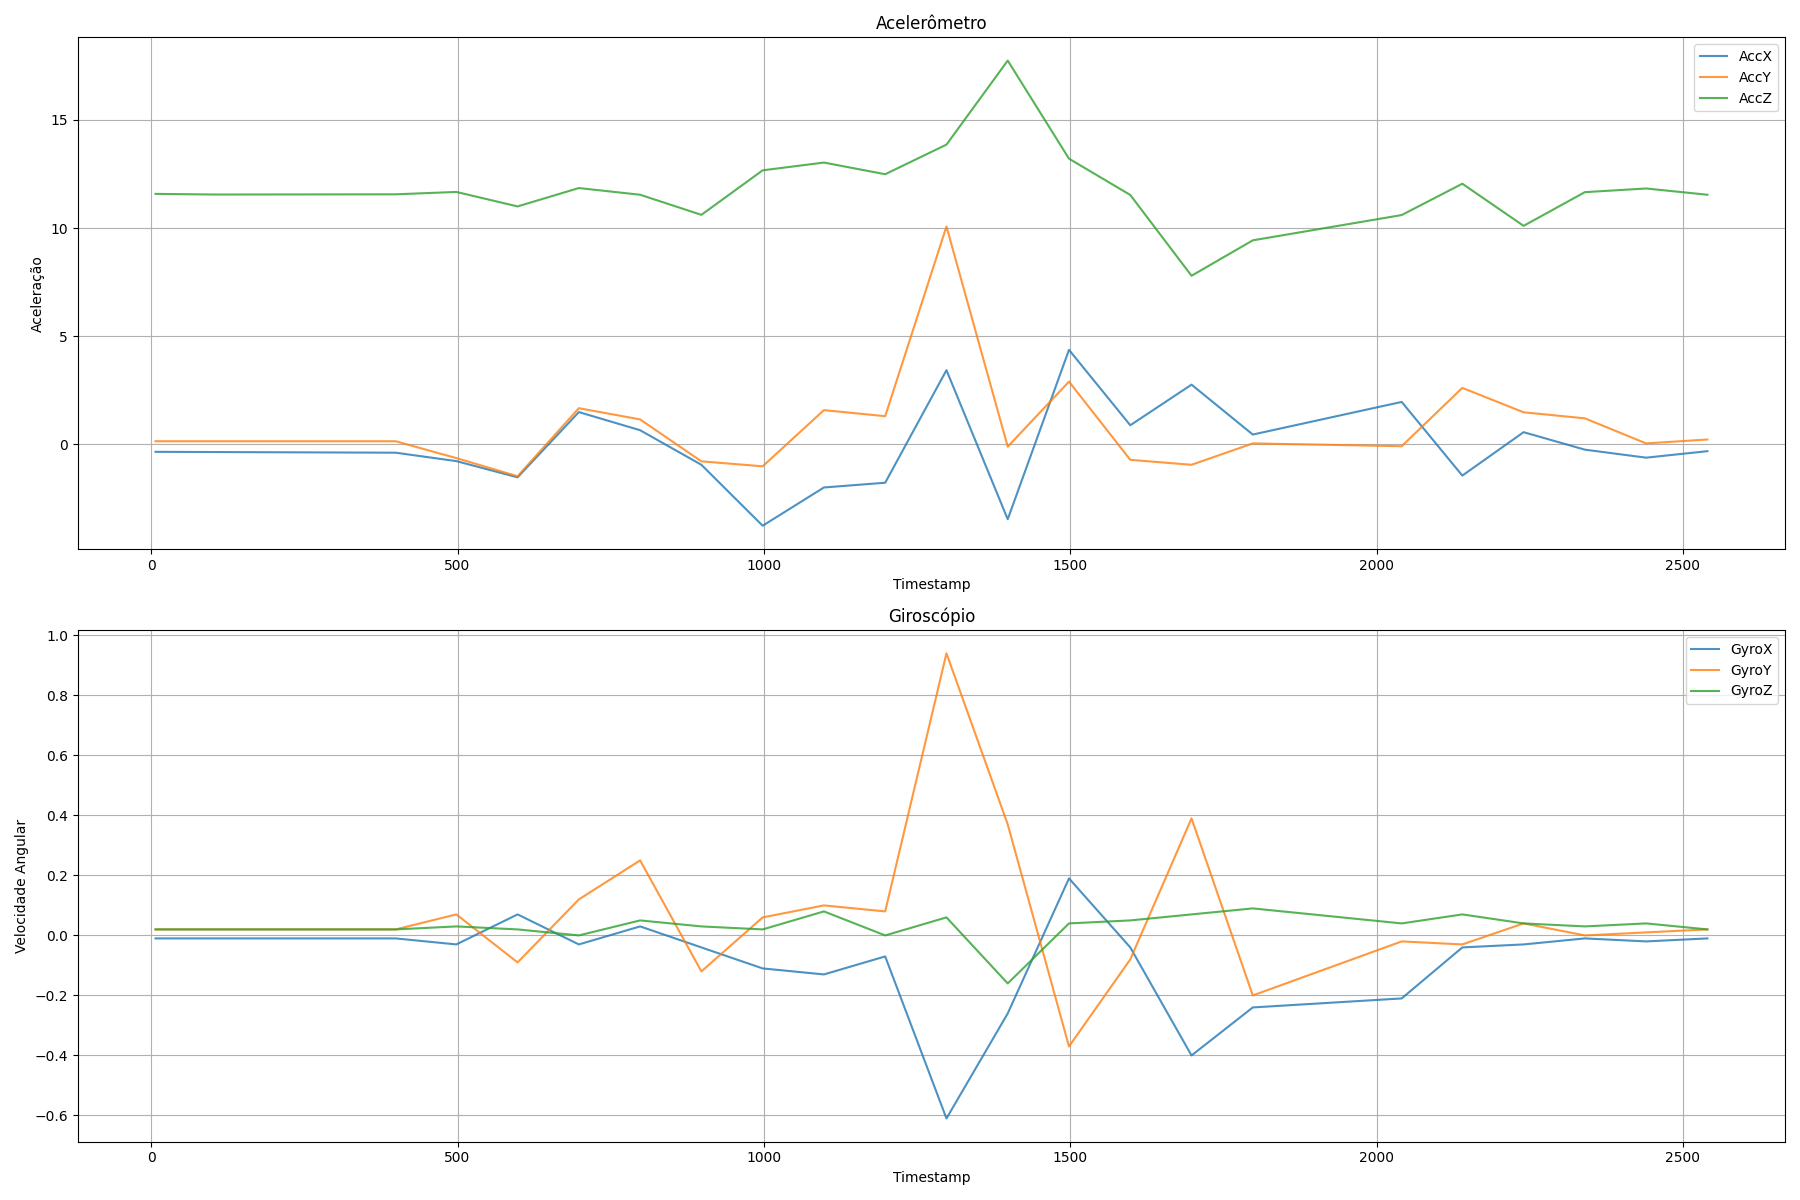 Acelerômetro
AccX
AccY
AccZ
15
10
5
0
Aceleração
0 500 1000 1500 2000 2500
Timestamp
Giroscópio
GyroX
GyroY
GyroZ
1.0
0.8
0.6
0.4
0.2
0.0
−0.2
−0.4
−0.6
Velocidade Angular
0 500 1000 1500 2000 2500
Timestamp